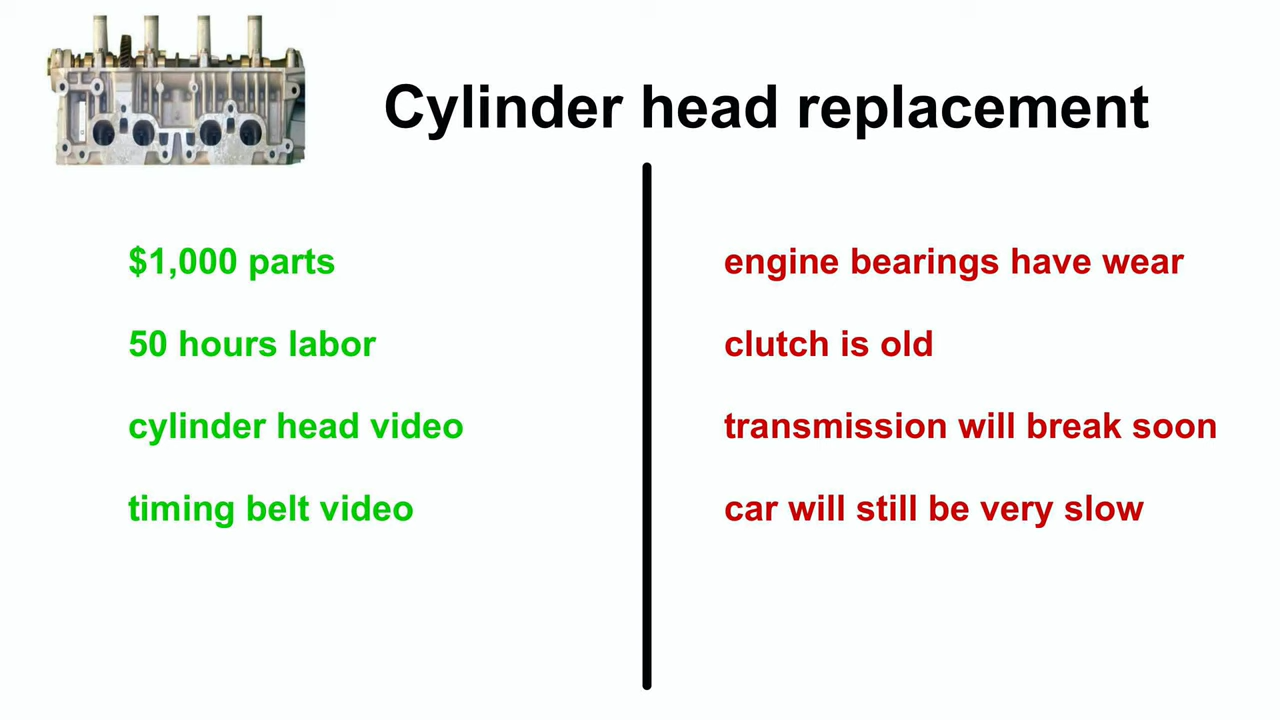 Cylinder head replacement
$1,000 parts
50 hours labor
cylinder head video
timing belt video
engine bearings have wear
clutch is old
transmission will break soon
car will still be very slow